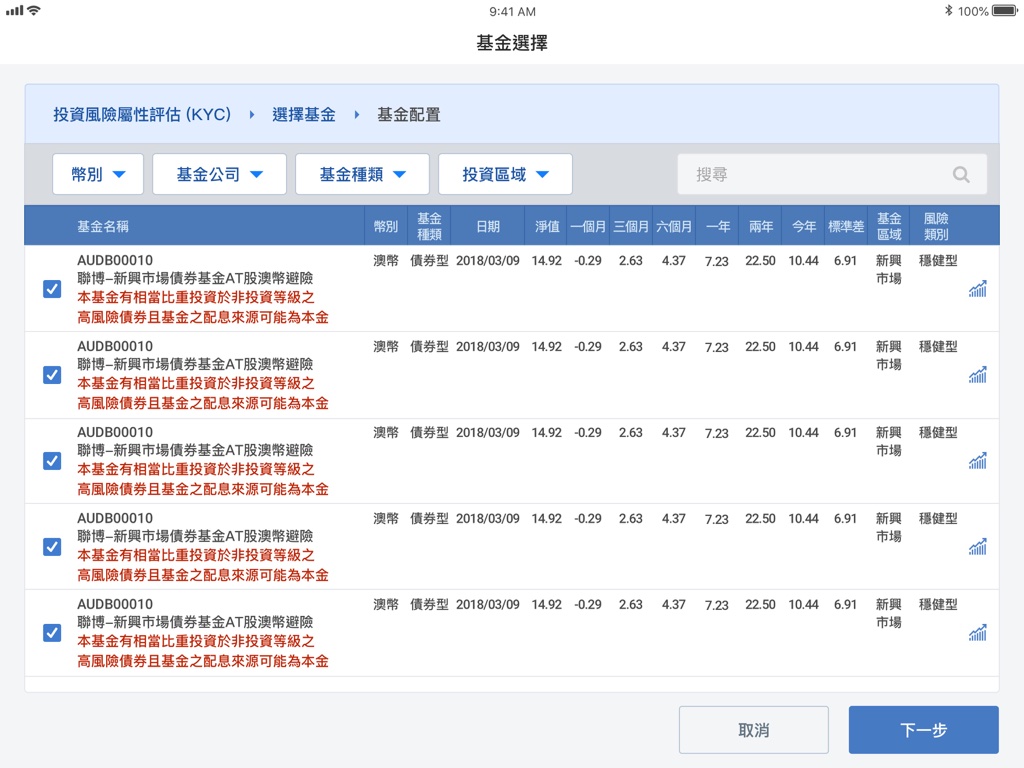 9:41 AM
100%
基金選擇
投資風險屬性評估 (KYC)
選擇基金
基金配置
幣別
基金公司
基金種類
投資區域
搜尋
基金名稱 幣別 基金種類 日期 淨值 一個月 三個月 六個月 一年 兩年 今年 標準差 基金區域 風險類別
AUDB00010 澳幣 債券型 2018/03/09 14.92 -0.29 2.63 4.37 7.23 22.50 10.44 6.91 新興 穩健型
聯博–新興市場債券基金AT股澳幣避險 市場
本基金有相當比重投資於非投資等級之
高風險債券且基金之配息來源可能為本金
AUDB00010 澳幣 債券型 2018/03/09 14.92 -0.29 2.63 4.37 7.23 22.50 10.44 6.91 新興 穩健型
聯博–新興市場債券基金AT股澳幣避險 市場
本基金有相當比重投資於非投資等級之
高風險債券且基金之配息來源可能為本金
AUDB00010 澳幣 債券型 2018/03/09 14.92 -0.29 2.63 4.37 7.23 22.50 10.44 6.91 新興 穩健型
聯博–新興市場債券基金AT股澳幣避險 市場
本基金有相當比重投資於非投資等級之
高風險債券且基金之配息來源可能為本金
AUDB00010 澳幣 債券型 2018/03/09 14.92 -0.29 2.63 4.37 7.23 22.50 10.44 6.91 新興 穩健型
聯博–新興市場債券基金AT股澳幣避險 市場
本基金有相當比重投資於非投資等級之
高風險債券且基金之配息來源可能為本金
AUDB00010 澳幣 債券型 2018/03/09 14.92 -0.29 2.63 4.37 7.23 22.50 10.44 6.91 新興 穩健型
聯博–新興市場債券基金AT股澳幣避險 市場
本基金有相當比重投資於非投資等級之
高風險債券且基金之配息來源可能為本金
取消
下一步